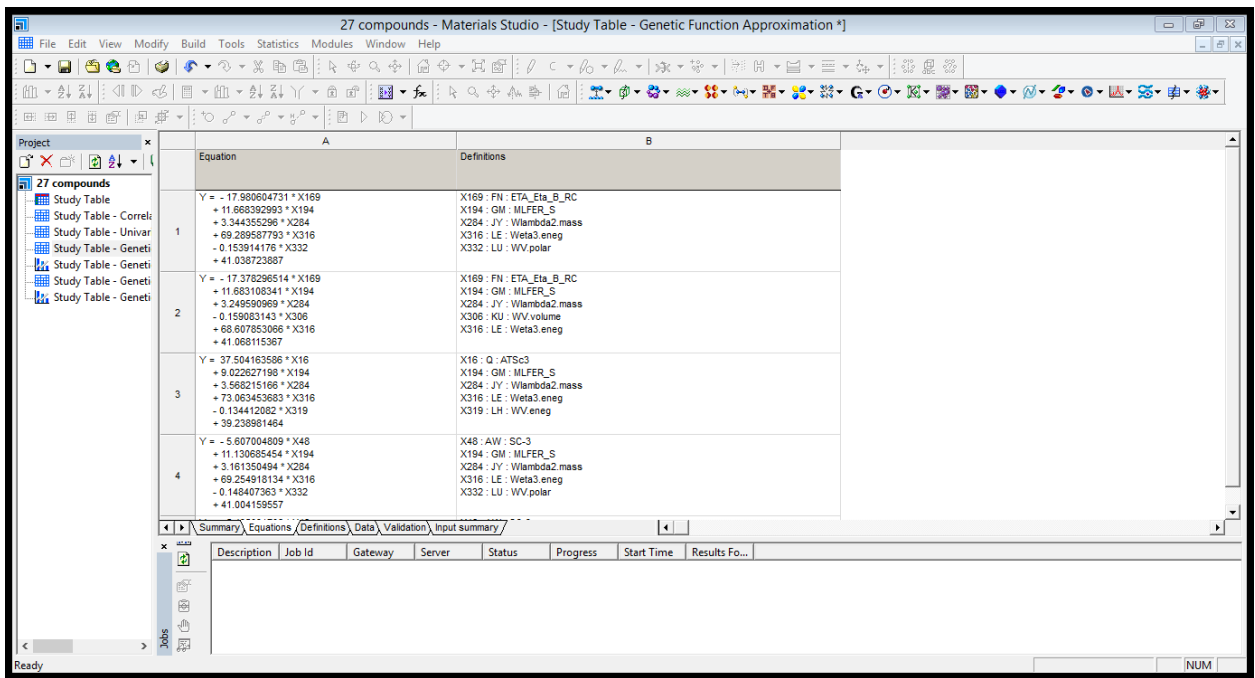 27 compounds - Materials Studio - [Study Table - Genetic Function Approximation *]
File Edit View Modify Build Tools Statistics Modules Window Help
Project
27 compounds
Study Table
Study Table - Correla
Study Table - Univar
Study Table - Geneti
Study Table - Geneti
Study Table - Geneti
Study Table - Geneti
A B
Equation Definitions
1
Y = - 17.980604731 * X169
+ 11.668392993 * X194
+ 3.344355296 * X284
+ 69.289587793 * X316
- 0.153914176 * X332
+ 41.038723887
X169 : FN : ETA_Eta_B_RC
X194 : GM : MLFER_S
X284 : JY : Wlambda2.mass
X316 : LE : Weta3.eneg
X332 : LU : WV.polar
2
Y = - 17.378296514 * X169
+ 11.683108341 * X194
+ 3.249590969 * X284
- 0.159083143 * X306
+ 68.607853066 * X316
+ 41.068115367
X169 : FN : ETA_Eta_B_RC
X194 : GM : MLFER_S
X284 : JY : Wlambda2.mass
X306 : KU : WV.volume
X316 : LE : Weta3.eneg
3
Y = 37.504163586 * X16
+ 9.022627198 * X194
+ 3.568215166 * X284
+ 73.063453683 * X316
- 0.134412082 * X319
+ 39.238981464
X16 : Q : ATSc3
X194 : GM : MLFER_S
X284 : JY : Wlambda2.mass
X316 : LE : Weta3.eneg
X319 : LH : WV.eneg
4
Y = - 5.607004809 * X48
+ 11.130685454 * X194
+ 3.161350494 * X284
+ 69.254918134 * X316
- 0.148407363 * X332
+ 41.004159557
X48 : AW : SC-3
X194 : GM : MLFER_S
X284 : JY : Wlambda2.mass
X316 : LE : Weta3.eneg
X332 : LU : WV.polar
Summary Equations Definitions Data Validation Input summary
Description Job Id Gateway Server Status Progress Start Time Results Fo...
Jobs
Ready NUM